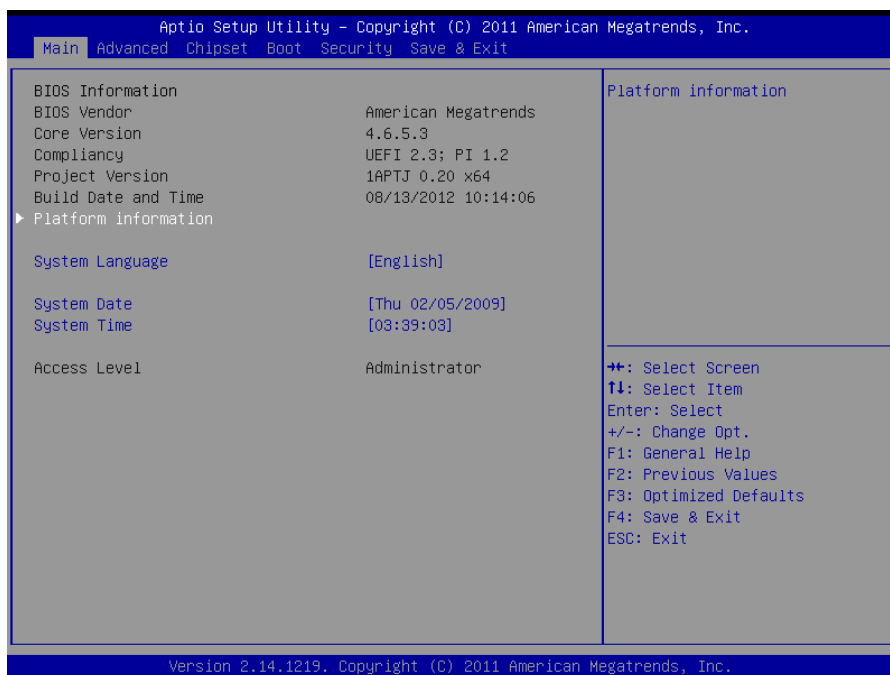 Aptio Setup Utility – Copyright (C) 2011 American Megatrends, Inc.
Main Advanced Chipset Boot Security Save & Exit
BIOS Information
BIOS Vendor American Megatrends
Core Version 4.6.5.3
Compliancy UEFI 2.3; PI 1.2
Project Version 1APTJ 0.20 x64
Build Date and Time 08/13/2012 10:14:06
▶ Platform information
System Language [English]
System Date [Thu 02/05/2009]
System Time [03:39:03]
Access Level Administrator
Platform information
→←: Select Screen
↑↓: Select Item
Enter: Select
+/-: Change Opt.
F1: General Help
F2: Previous Values
F3: Optimized Defaults
F4: Save & Exit
ESC: Exit
Version 2.14.1219. Copyright (C) 2011 American Megatrends, Inc.